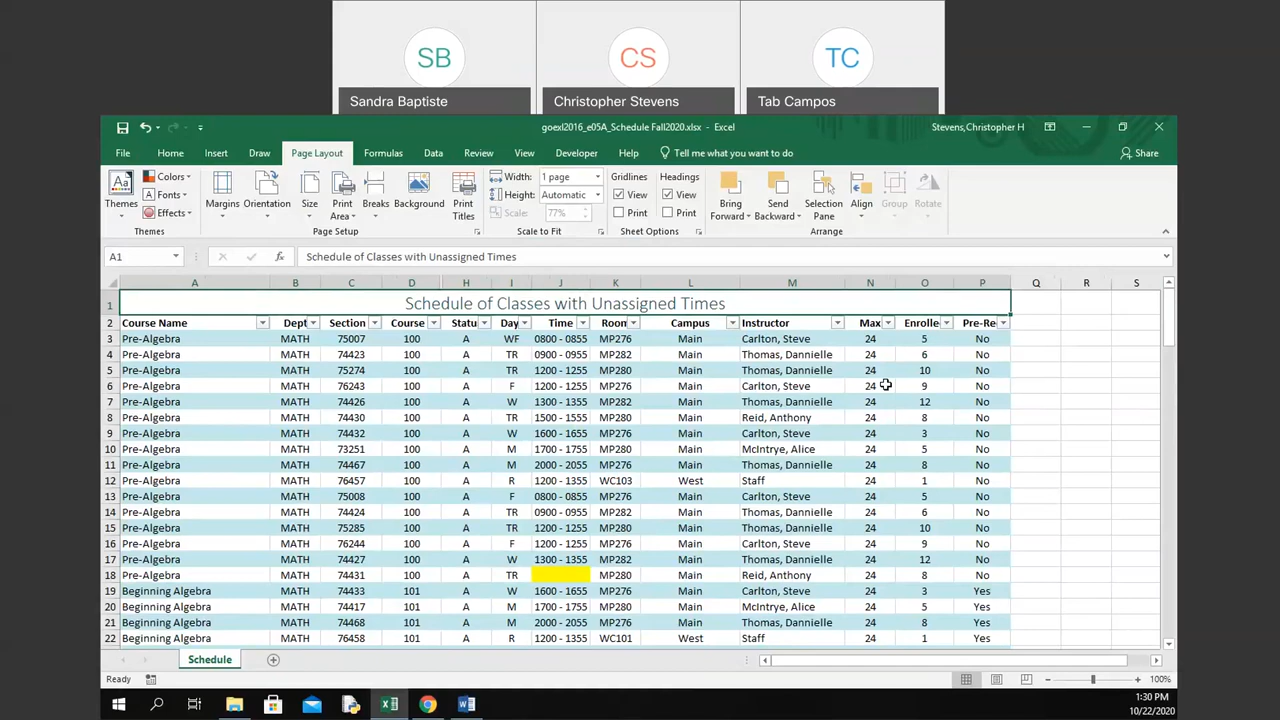 SB CS TC
Sandra Baptiste Christopher Stevens Tab Campos
goexl2016_e05A_Schedule Fall2020.xlsx - Excel Stevens,Christopher H
File Home Insert Draw Page Layout Formulas Data Review View Developer Help Tell me what you want to do Share
Aa Themes Colors Fonts Effects Margins Orientation Size Print Area Breaks Background Print Titles Width: 1 page Height: Automatic Scale: 77% Gridlines View Print Headings View Print Bring Forward Send Backward Selection Pane Align Group Rotate
Themes Page Setup Scale to Fit Sheet Options Arrange
A1 fx Schedule of Classes with Unassigned Times
A B C D H I J K L M N O P Q R S
1 Schedule of Classes with Unassigned Times
2 Course Name Dept Section Course Statu Day Time Room Campus Instructor Max Enrolle Pre-Re
3 Pre-Algebra MATH 75007 100 A WF 0800 - 0855 MP276 Main Carlton, Steve 24 5 No
4 Pre-Algebra MATH 74423 100 A TR 0900 - 0955 MP282 Main Thomas, Dannielle 24 6 No
5 Pre-Algebra MATH 75274 100 A TR 0900 - 0955 MP280 Main Thomas, Dannielle 24 10 No
6 Pre-Algebra MATH 76243 100 A F 1200 - 1255 MP276 Main Carlton, Steve 24 9 No
7 Pre-Algebra MATH 74426 100 A W 1300 - 1355 MP282 Main Thomas, Dannielle 24 12 No
8 Pre-Algebra MATH 74430 100 A TR 1500 - 1555 MP280 Main Reid, Anthony 24 8 No
9 Pre-Algebra MATH 74432 100 A W 1600 - 1655 MP276 Main Carlton, Steve 24 3 No
10 Pre-Algebra MATH 73251 100 A M 1700 - 1755 MP280 Main McIntrye, Alice 24 5 No
11 Pre-Algebra MATH 74467 100 A M 2000 - 2055 MP276 Main Thomas, Dannielle 24 8 No
12 Pre-Algebra MATH 76457 100 A R 1200 - 1355 WC103 West Staff 24 1 No
13 Pre-Algebra MATH 75008 100 A F 0800 - 0855 MP276 Main Carlton, Steve 24 5 No
14 Pre-Algebra MATH 74424 100 A TR 0900 - 0955 MP282 Main Thomas, Dannielle 24 6 No
15 Pre-Algebra MATH 75285 100 A TR 1200 - 1255 MP280 Main Thomas, Dannielle 24 10 No
16 Pre-Algebra MATH 76244 100 A F 1200 - 1255 MP276 Main Carlton, Steve 24 9 No
17 Pre-Algebra MATH 74427 100 A W 1300 - 1355 MP282 Main Thomas, Dannielle 24 12 No
18 Pre-Algebra MATH 74431 100 A TR MP280 Main Reid, Anthony 24 8 No
19 Beginning Algebra MATH 74433 101 A W 1600 - 1655 MP276 Main Carlton, Steve 24 3 Yes
20 Beginning Algebra MATH 74417 101 A M 1700 - 1755 MP280 Main McIntrye, Alice 24 5 Yes
21 Beginning Algebra MATH 74468 101 A M 2000 - 2055 MP276 Main Thomas, Dannielle 24 8 Yes
22 Beginning Algebra MATH 76458 101 A R 1200 - 1355 WC101 West Staff 24 1 Yes
Schedule
Ready 100%
1:30 PM
10/22/2020